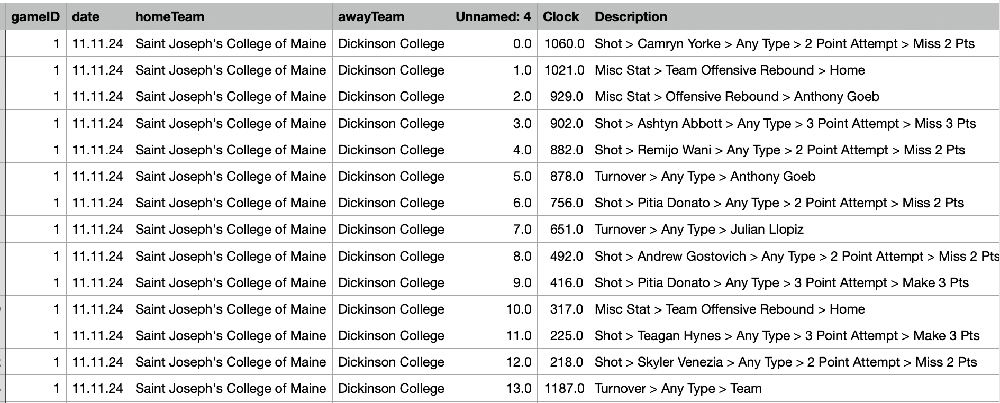 gameID date homeTeam awayTeam Unnamed: 4 Clock Description
1 11.11.24 Saint Joseph's College of Maine Dickinson College 0.0 1060.0 Shot > Camryn Yorke > Any Type > 2 Point Attempt > Miss 2 Pts
1 11.11.24 Saint Joseph's College of Maine Dickinson College 1.0 1021.0 Misc Stat > Team Offensive Rebound > Home
1 11.11.24 Saint Joseph's College of Maine Dickinson College 2.0 929.0 Misc Stat > Offensive Rebound > Anthony Goeb
1 11.11.24 Saint Joseph's College of Maine Dickinson College 3.0 902.0 Shot > Ashtyn Abbott > Any Type > 3 Point Attempt > Miss 3 Pts
1 11.11.24 Saint Joseph's College of Maine Dickinson College 4.0 882.0 Shot > Remijo Wani > Any Type > 2 Point Attempt > Miss 2 Pts
1 11.11.24 Saint Joseph's College of Maine Dickinson College 5.0 878.0 Turnover > Any Type > Anthony Goeb
1 11.11.24 Saint Joseph's College of Maine Dickinson College 6.0 756.0 Shot > Pitia Donato > Any Type > 2 Point Attempt > Miss 2 Pts
1 11.11.24 Saint Joseph's College of Maine Dickinson College 7.0 651.0 Turnover > Any Type > Julian Llopiz
1 11.11.24 Saint Joseph's College of Maine Dickinson College 8.0 492.0 Shot > Andrew Gostovich > Any Type > 2 Point Attempt > Miss 2 Pts
1 11.11.24 Saint Joseph's College of Maine Dickinson College 9.0 416.0 Shot > Pitia Donato > Any Type > 3 Point Attempt > Make 3 Pts
1 11.11.24 Saint Joseph's College of Maine Dickinson College 10.0 317.0 Misc Stat > Team Offensive Rebound > Home
1 11.11.24 Saint Joseph's College of Maine Dickinson College 11.0 225.0 Shot > Teagan Hynes > Any Type > 3 Point Attempt > Make 3 Pts
1 11.11.24 Saint Joseph's College of Maine Dickinson College 12.0 218.0 Shot > Skyler Venezia > Any Type > 2 Point Attempt > Miss 2 Pts
1 11.11.24 Saint Joseph's College of Maine Dickinson College 13.0 1187.0 Turnover > Any Type > Team